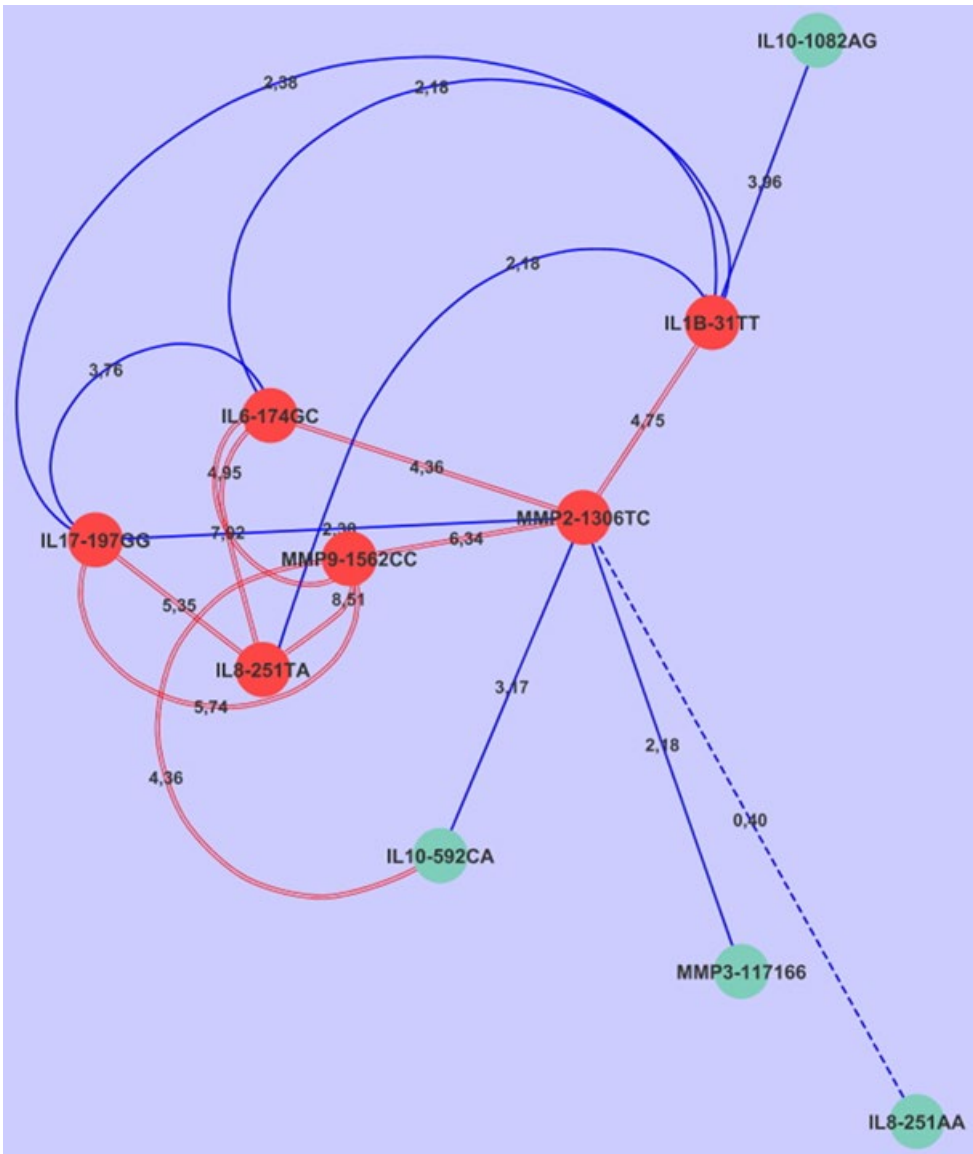 IL10-1082AG
2,38
2,18
3,96
2,18
IL1B-31TT
3,76
IL6-174GC
4,75
4,36
4,95
MMP2-1306TC
7,92
2,38
IL17-197GG
6,34
MMP9-1562CC
8,51
5,35
IL8-251TA
3,17
5,74
2,18
4,36
0,40
IL10-592CA
MMP3-117166
IL8-251AA